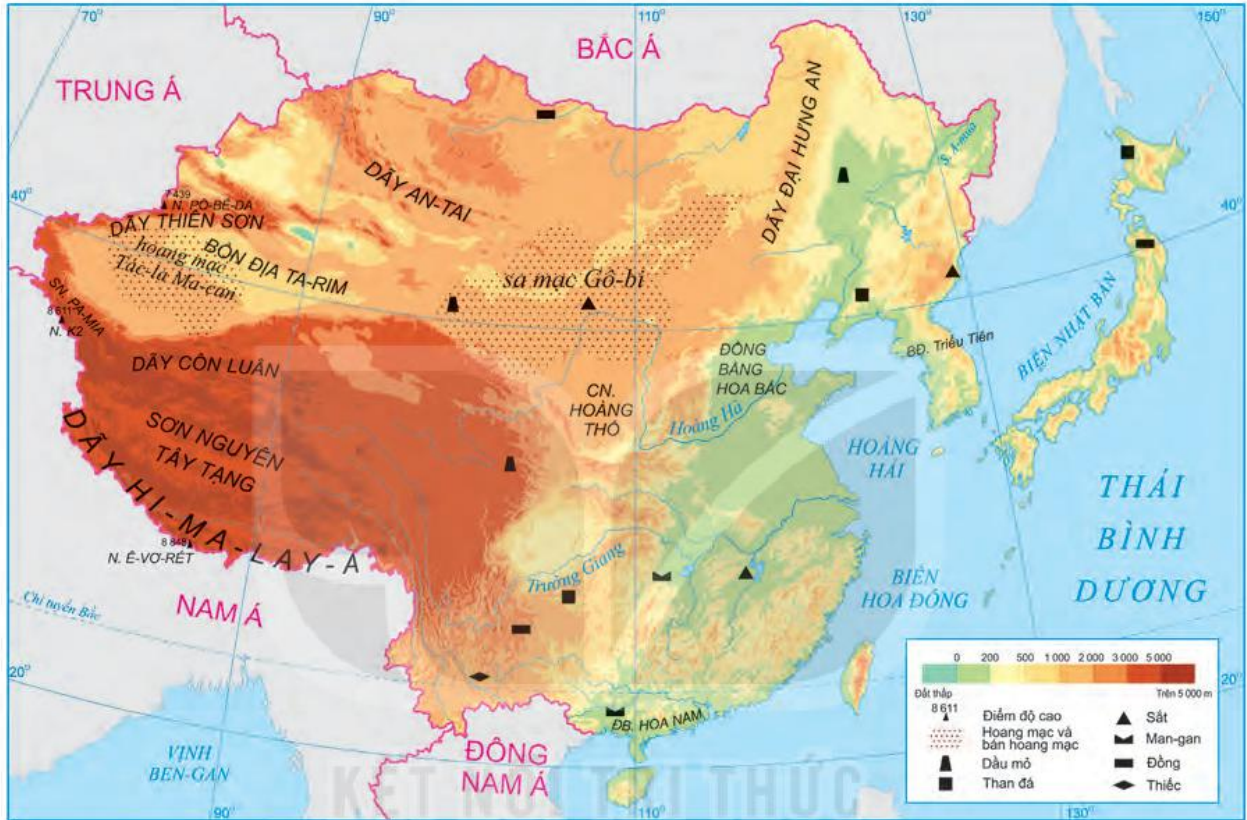 70°
90°
110°
130°
150°
BẮC Á
TRUNG Á
DÃY ĐẠI HƯNG AN
S. A-mua
DÃY AN-TAI
40°
7 439
N. PÔ-BÊ-ĐA
DÃY THIÊN SƠN
hoang mạc
Tác-la Ma-can
BỒN ĐỊA TA-RIM
sa mạc Gô-bi
40°
SN. PA-MIA
8 611
N. K2
BĐ. Triều Tiên
BIỂN NHẬT BẢN
DÃY CÔN LUÂN
ĐỒNG
BẰNG
HOA BẮC
CN.
HOÀNG
THỔ
Hoàng Hà
SƠN NGUYÊN
TÂY TẠNG
HOÀNG
HẢI
THÁI
BÌNH
DƯƠNG
DÃY HI-MA-LAY-A
8 848
N. Ê-VƠ-RÉT
Trường Giang
BIỂN
HOA ĐÔNG
Chí tuyến Bắc
NAM Á
20°
20°
ĐB. HOA NAM
ĐÔNG
NAM Á
VỊNH
BEN-GAN
0 200 500 1 000 2 000 3 000 5 000
Đất thấp
Trên 5 000 m
8 611
Điểm độ cao
Hoang mạc và
bán hoang mạc
Dầu mỏ
Than đá
Sắt
Man-gan
Đồng
Thiếc
KẾT NỐI TRI THỨC
90°
110°
130°